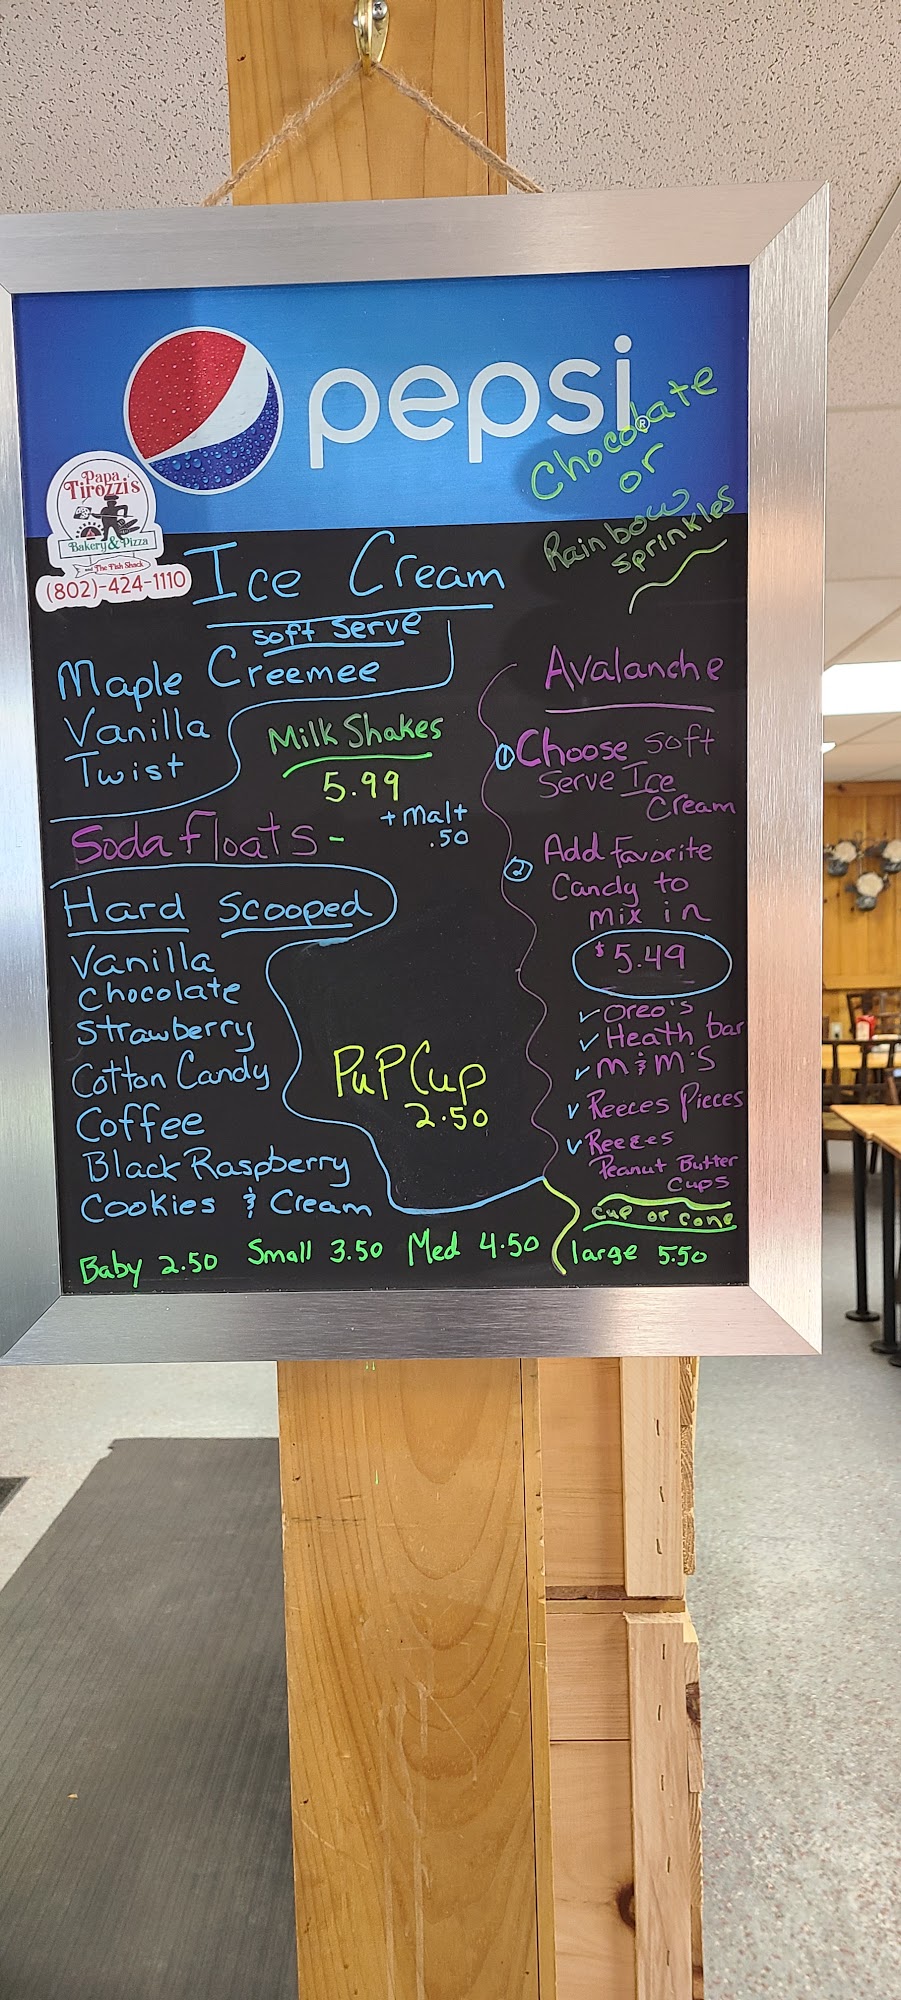 pepsi®
Chocolate
or
Rainbow
sprinkles
Papa
Tirozzi's
Bakery & Pizza
and The Fish Shack
(802)-424-1110
Ice Cream
Soft Serve
Maple Creemee
Vanilla
Twist
Milk Shakes
5.99
+ Malt
.50
Soda Floats -
Hard Scooped
Vanilla
Chocolate
Strawberry
Cotton Candy
Coffee
Black Raspberry
Cookies & Cream
PuP Cup
2.50
Avalanche
1 Choose Soft
Serve Ice
Cream
2 Add favorite
Candy to
mix in
$5.49
✓ Oreo's
✓ Heath bar
✓ M&M'S
✓ Reeces Pieces
✓ Reeses
Peanut Butter
Cups
cup or cone
Baby 2.50 Small 3.50 Med 4.50 large 5.50